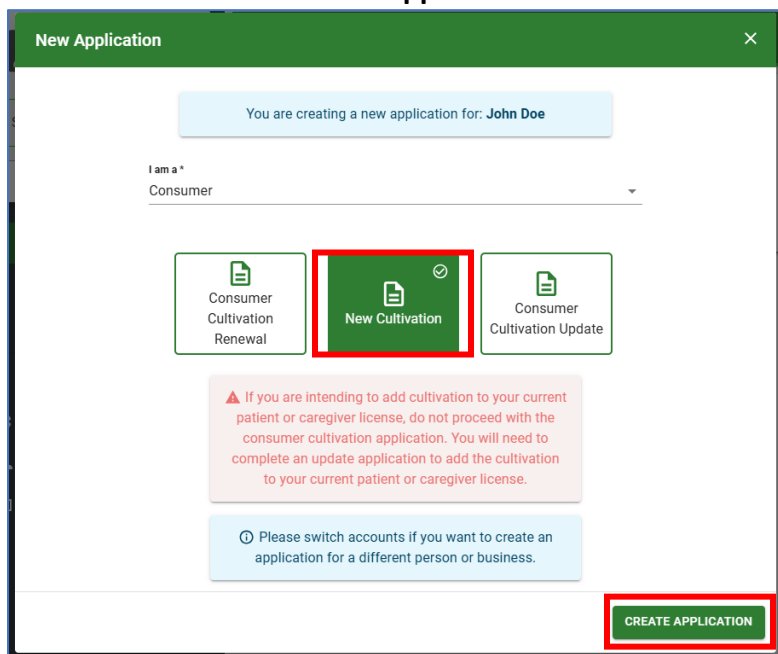 New Application
You are creating a new application for: John Doe
I am a *
Consumer
Consumer
Cultivation
Renewal
New Cultivation
Consumer
Cultivation Update
If you are intending to add cultivation to your current
patient or caregiver license, do not proceed with the
consumer cultivation application. You will need to
complete an update application to add the cultivation
to your current patient or caregiver license.
Please switch accounts if you want to create an
application for a different person or business.
CREATE APPLICATION